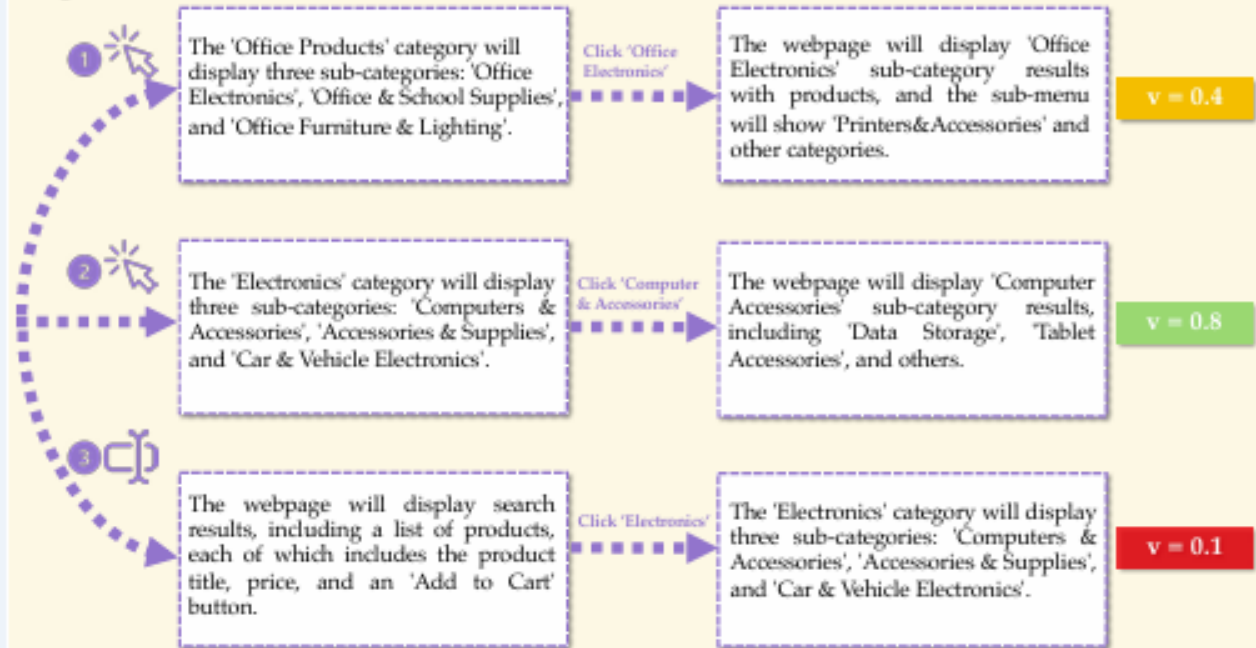 1
The 'Office Products' category will
display three sub-categories: 'Office
Electronics', 'Office & School Supplies',
and 'Office Furniture & Lighting'.
Click 'Office
Electronics'
The webpage will display 'Office
Electronics' sub-category results
with products, and the sub-menu
will show 'Printers&Accessories' and
other categories.
v = 0.4
2
The 'Electronics' category will display
three sub-categories: 'Computers &
Accessories', 'Accessories & Supplies',
and 'Car & Vehicle Electronics'.
Click 'Computer
& Accessories'
The webpage will display 'Computer
Accessories' sub-category results,
including 'Data Storage', 'Tablet
Accessories', and others.
v = 0.8
3
The webpage will display search
results, including a list of products,
each of which includes the product
title, price, and an 'Add to Cart'
button.
Click 'Electronics'
The 'Electronics' category will display
three sub-categories: 'Computers &
Accessories', 'Accessories & Supplies',
and 'Car & Vehicle Electronics'.
v = 0.1